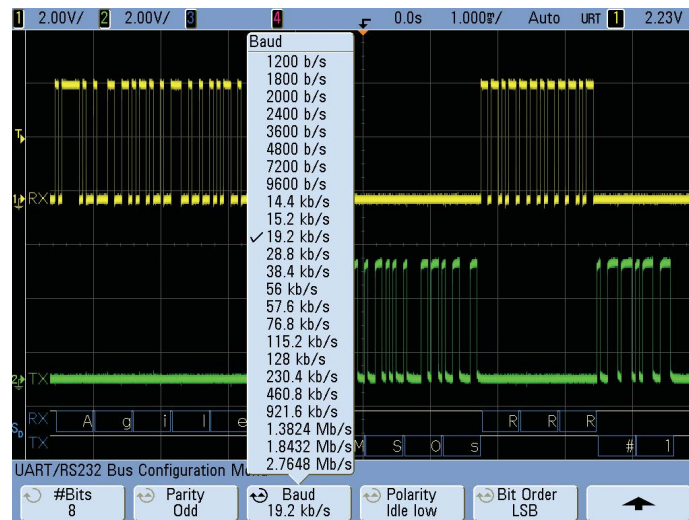 1 2.00V/ 2 2.00V/ 3 4 0.0s 1.000ms/ Auto URT 1 2.23V
Baud
1200 b/s
1800 b/s
2000 b/s
2400 b/s
3600 b/s
4800 b/s
7200 b/s
9600 b/s
14.4 kb/s
15.2 kb/s
19.2 kb/s
28.8 kb/s
38.4 kb/s
56 kb/s
57.6 kb/s
76.8 kb/s
115.2 kb/s
128 kb/s
230.4 kb/s
460.8 kb/s
921.6 kb/s
1.3824 Mb/s
1.8432 Mb/s
2.7648 Mb/s
T
1 RX
2 TX
RX A g i l e R R R
TX M S O s # 1
UART/RS232 Bus Configuration M
#Bits Parity Baud Polarity Bit Order
8 Odd 19.2 kb/s Idle low LSB